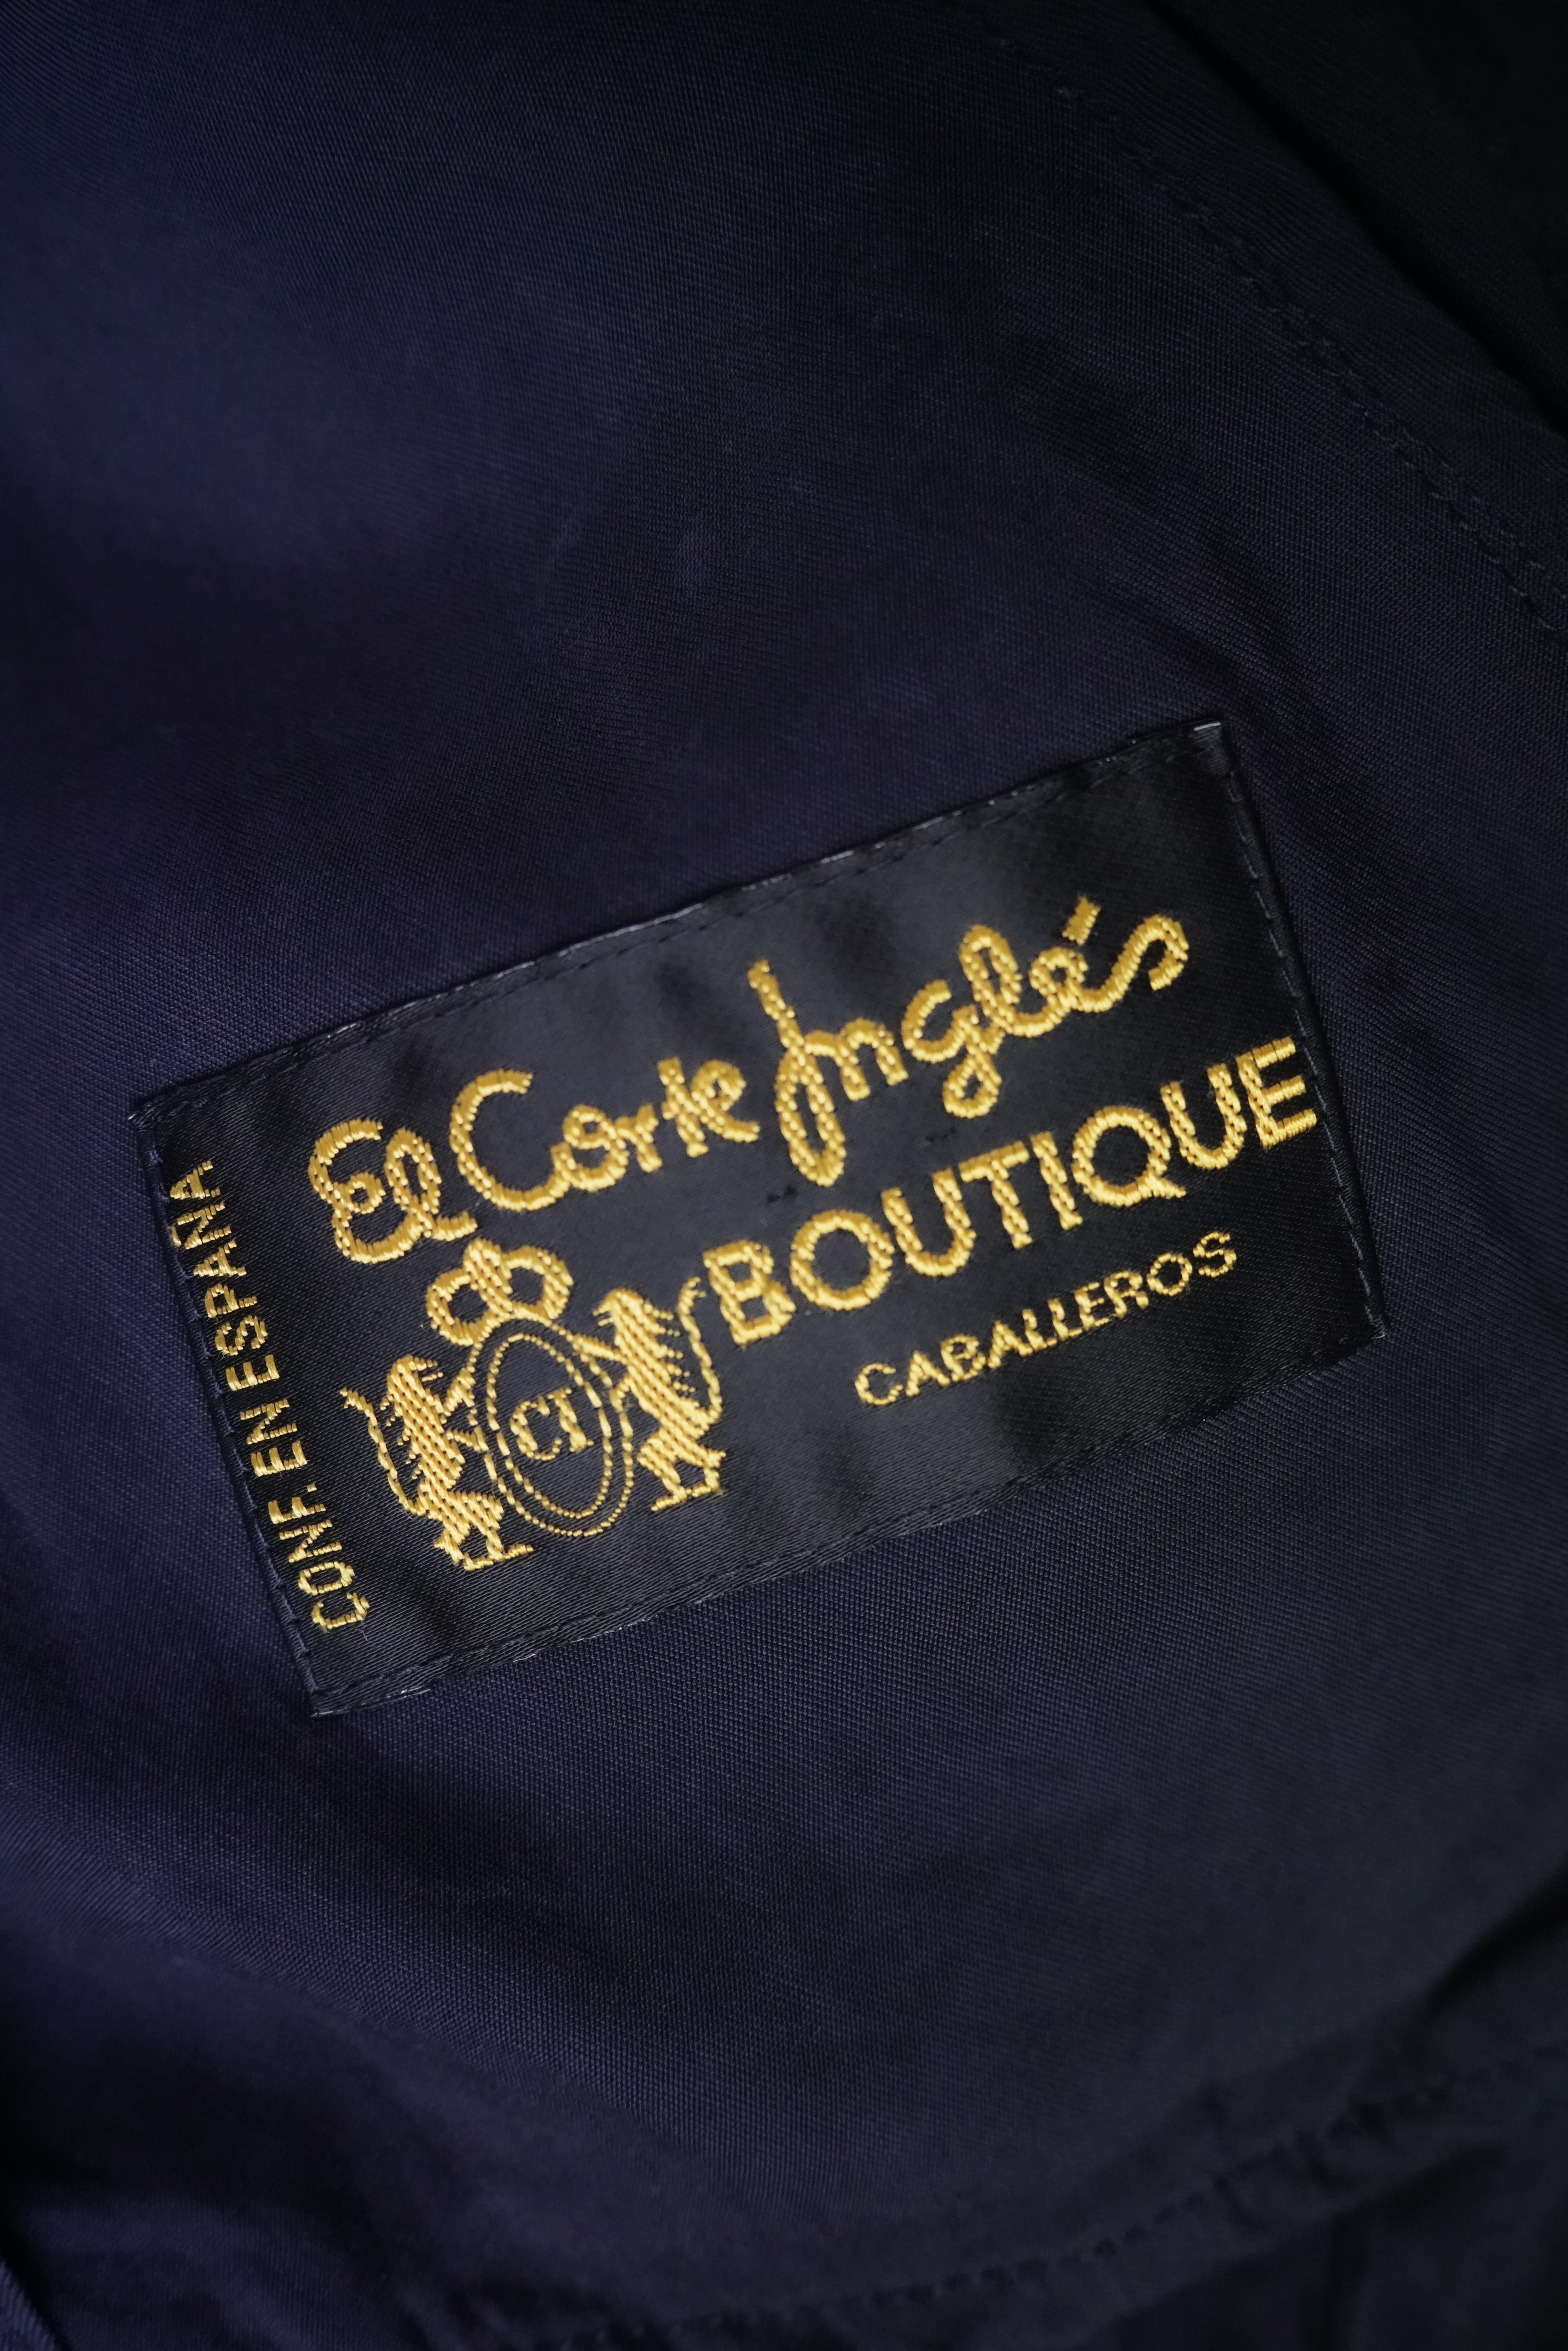 El Corte Inglés
BOUTIQUE
CABALLEROS
CI
CONF. EN ESPAÑA